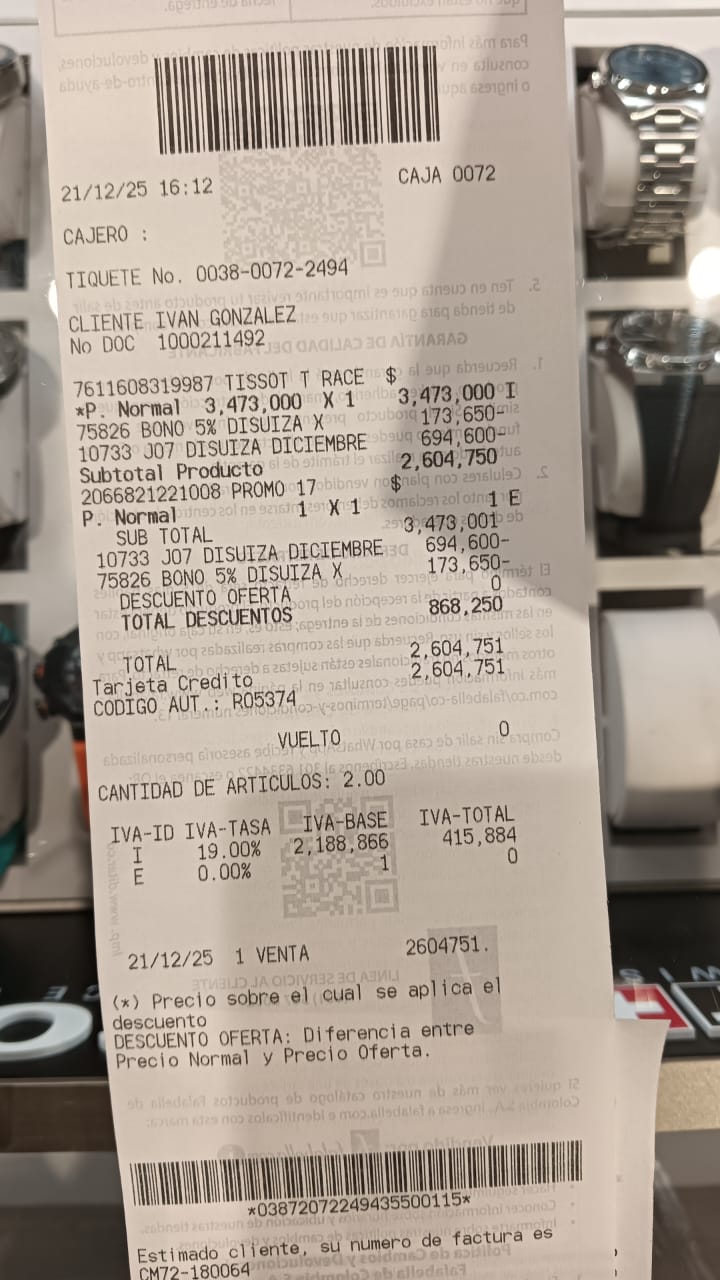 21/12/25 16:12 CAJA 0072
CAJERO :
TIQUETE No. 0038-0072-2494
CLIENTE IVAN GONZALEZ
No DOC 1000211492
7611608319987 TISSOT T RACE $
*P. Normal 3,473,000 X 1 3,473,000 I
75826 BONO 5% DISUIZA X 173,650-
10733 J07 DISUIZA DICIEMBRE 694,600-
Subtotal Producto 2,604,750
2066821221008 PROMO 17 $
P. Normal 1 X 1 1 E
SUB TOTAL 3,473,001
10733 J07 DISUIZA DICIEMBRE 694,600-
75826 BONO 5% DISUIZA X 173,650-
DESCUENTO OFERTA 0
TOTAL DESCUENTOS 868,250
TOTAL 2,604,751
Tarjeta Credito 2,604,751
CODIGO AUT.: R05374
VUELTO 0
CANTIDAD DE ARTICULOS: 2.00
IVA-ID IVA-TASA IVA-BASE IVA-TOTAL
I 19.00% 2,188,866 415,884
E 0.00% 1 0
21/12/25 1 VENTA 2604751.
(*) Precio sobre el cual se aplica el
descuento
DESCUENTO OFERTA: Diferencia entre
Precio Normal y Precio Oferta.
*03872072249435500115*
Estimado cliente, su numero de factura es
CM72-180064